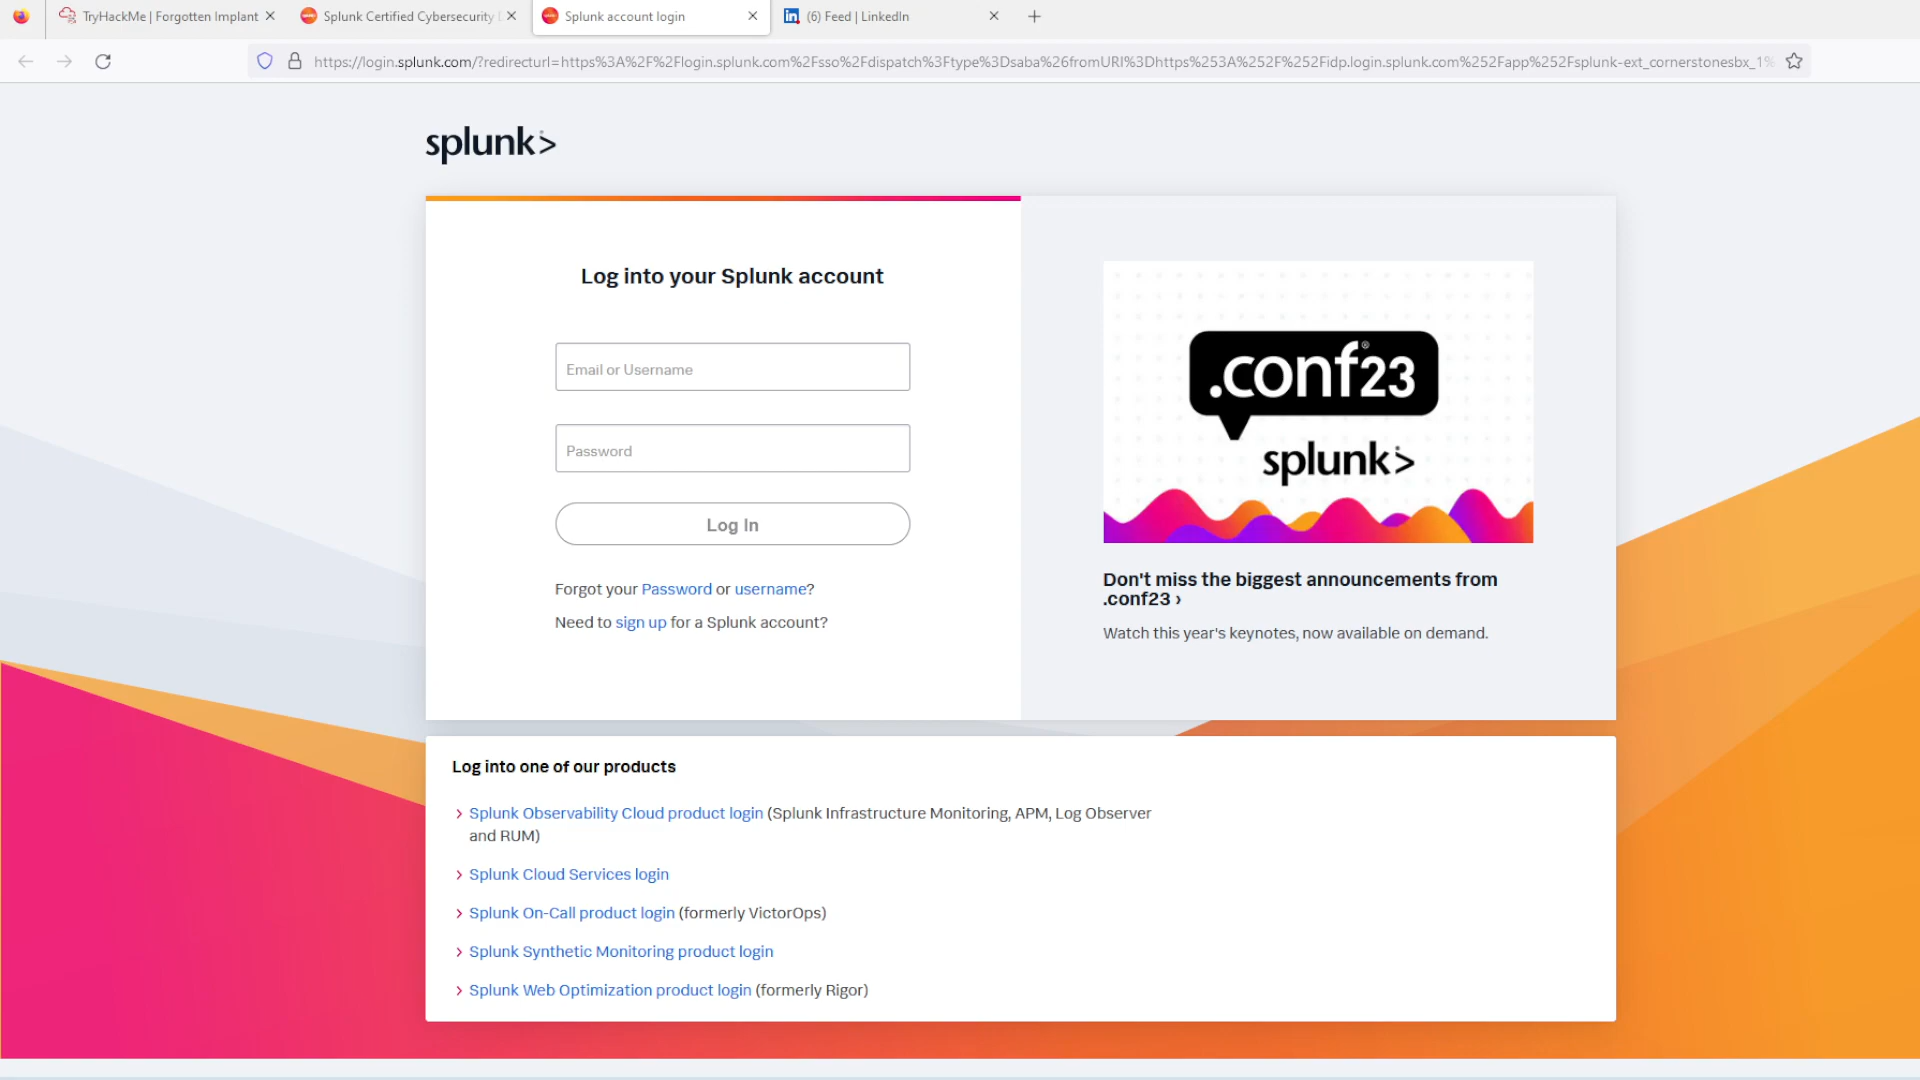 TryHackMe | Forgotten Implant
Splunk Certified Cybersecurity
Splunk account login
(6) Feed | LinkedIn
https://login.splunk.com/?redirecturl=https%3A%2F%2Flogin.splunk.com%2Fsso%2Fdispatch%3Ftype%3Dsaba%26fromURI%3Dhttps%253A%252F%252Fidp.login.splunk.com%252Fapp%252Fsplunk-ext_cornerstonesbx_1%
splunk>
Log into your Splunk account
Email or Username
Password
Log In
Forgot your Password or username?
Need to sign up for a Splunk account?
.conf23®
splunk>
Don't miss the biggest announcements from
.conf23 ›
Watch this year's keynotes, now available on demand.
Log into one of our products
› Splunk Observability Cloud product login (Splunk Infrastructure Monitoring, APM, Log Observer
and RUM)
› Splunk Cloud Services login
› Splunk On-Call product login (formerly VictorOps)
› Splunk Synthetic Monitoring product login
› Splunk Web Optimization product login (formerly Rigor)